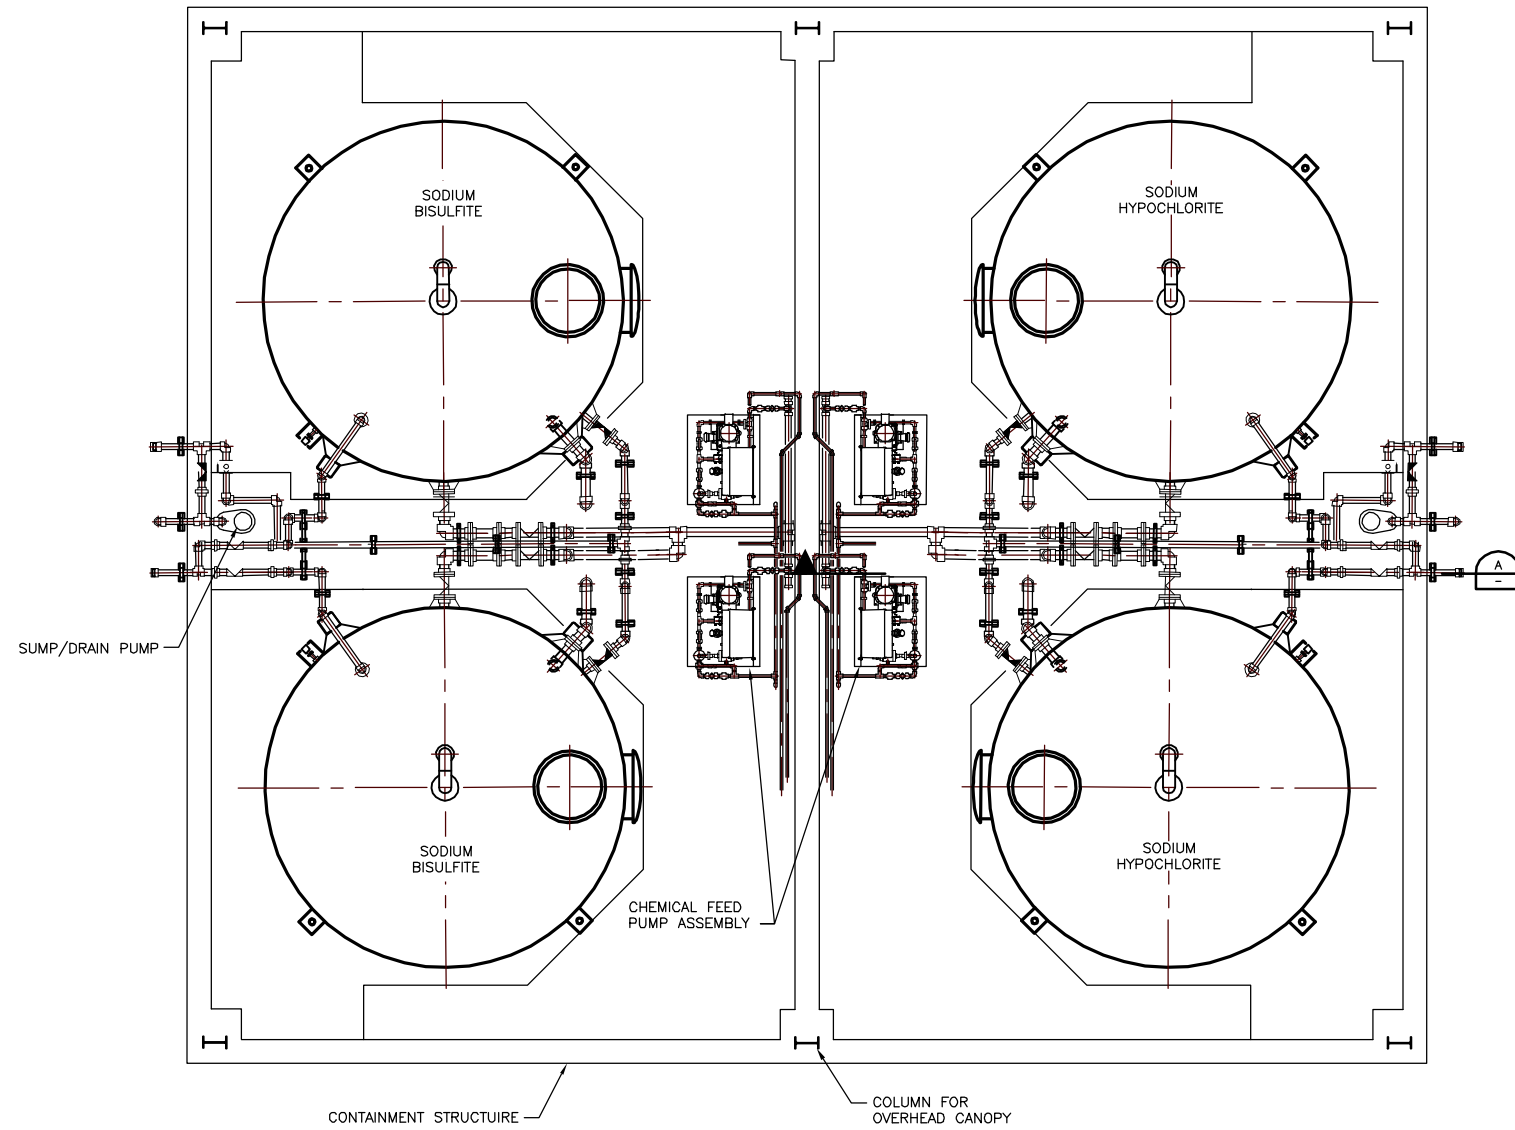 SODIUM
BISULFITE
SODIUM
HYPOCHLORITE
A
-
SUMP/DRAIN PUMP
SODIUM
BISULFITE
SODIUM
HYPOCHLORITE
CHEMICAL FEED
PUMP ASSEMBLY
CONTAINMENT STRUCTUIRE
COLUMN FOR
OVERHEAD CANOPY